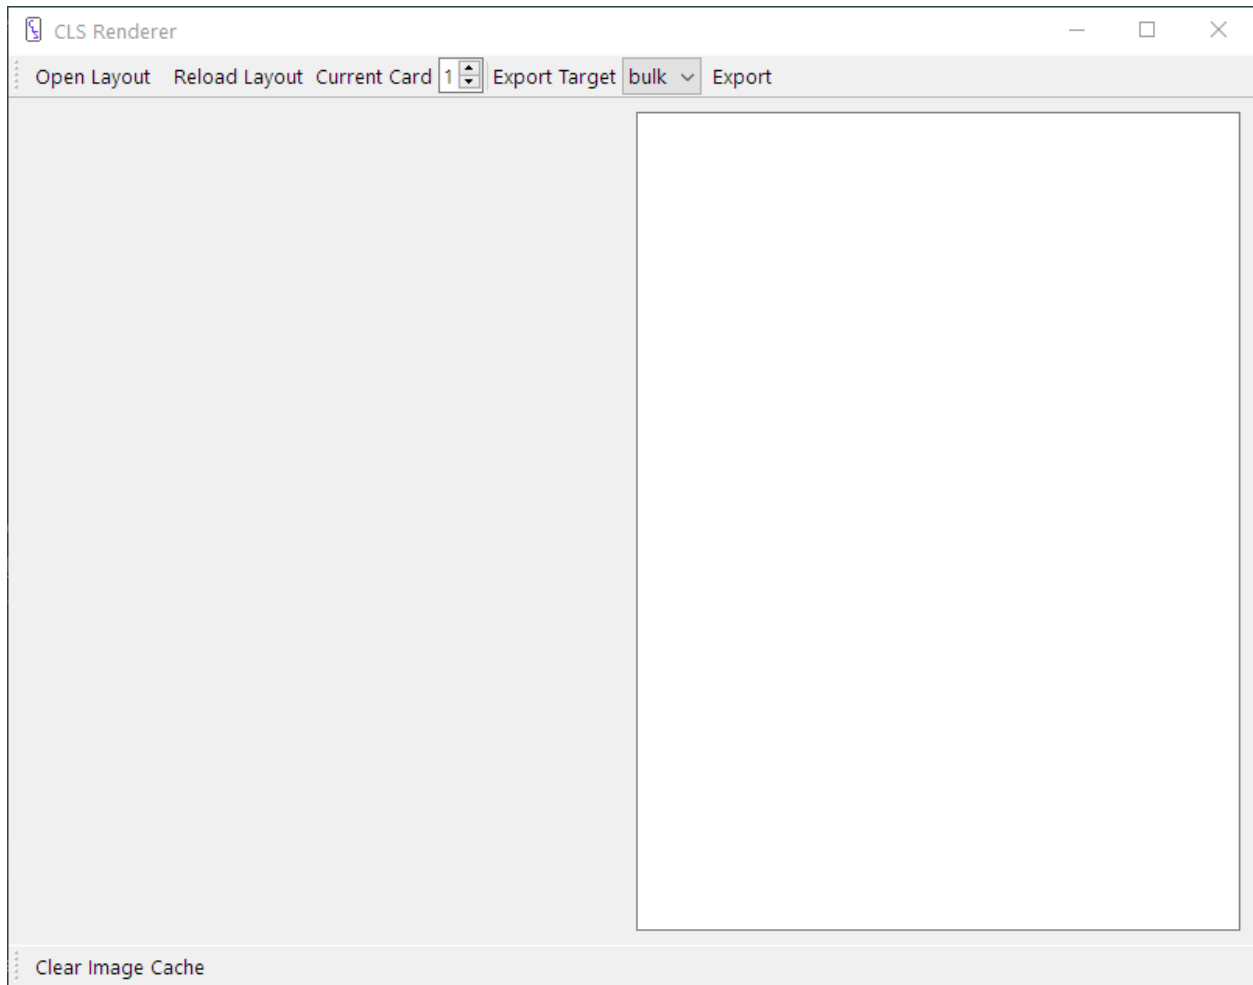 CLS Renderer
Open Layout Reload Layout Current Card 1 Export Target bulk Export
Clear Image Cache